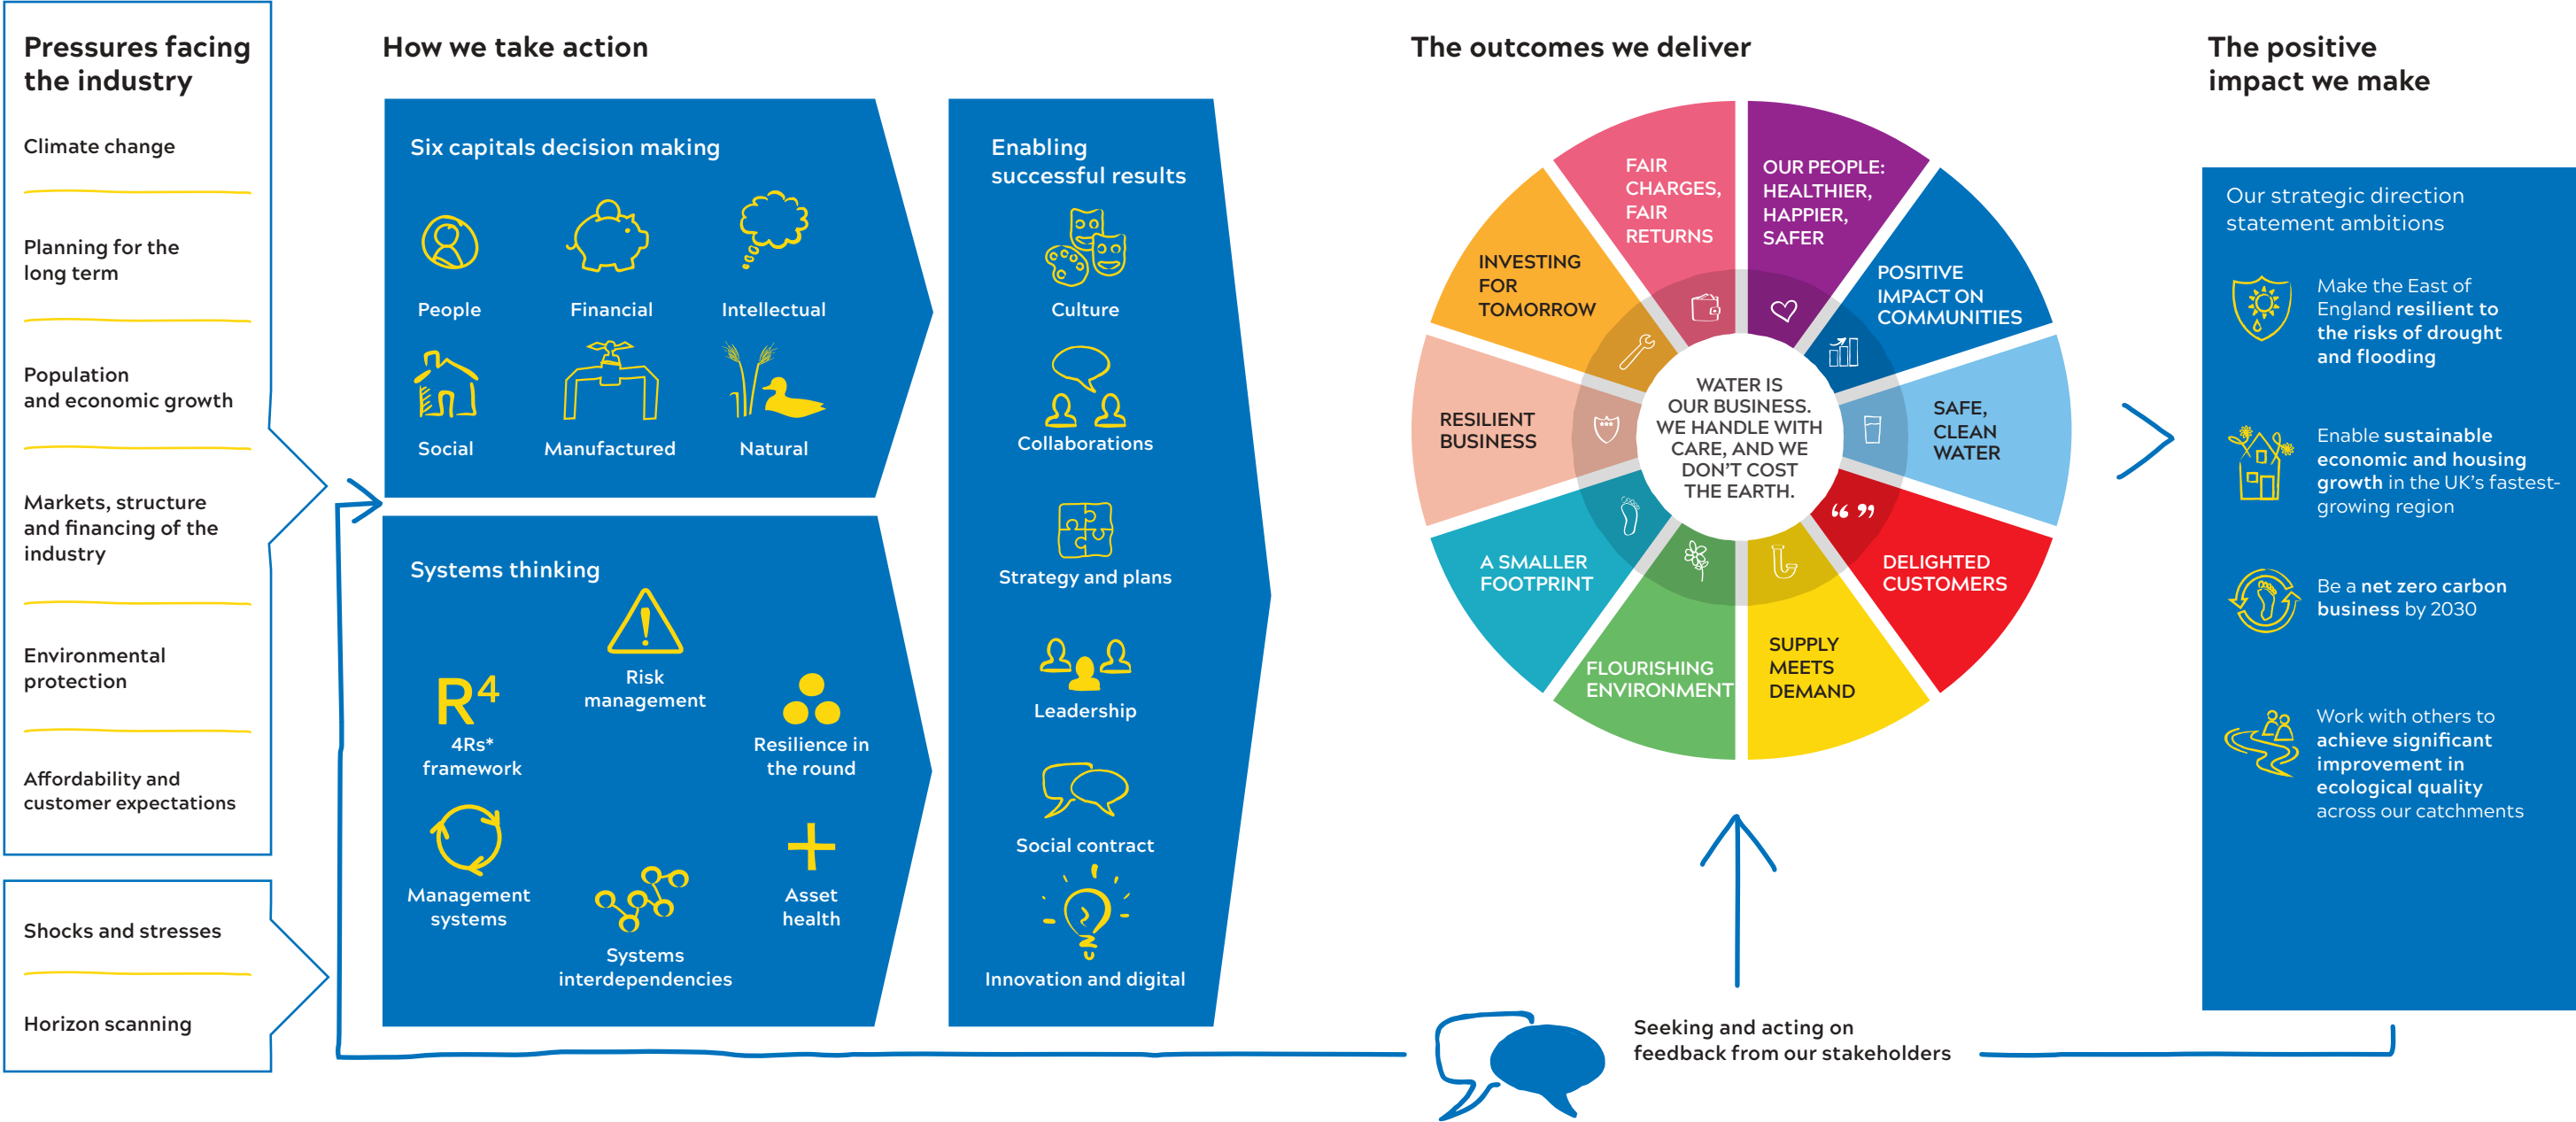 Pressures facing
the industry
Climate change
Planning for the
long term
Population
and economic growth
Markets, structure
and financing of the
industry
Environmental
protection
Affordability and
customer expectations
Shocks and stresses
Horizon scanning
How we take action
Six capitals decision making
People
Financial
Intellectual
Social
Manufactured
Natural
Systems thinking
Risk
management
R⁴
4Rs*
framework
Resilience in
the round
Management
systems
Asset
health
Systems
interdependencies
Enabling
successful results
Culture
Collaborations
Strategy and plans
Leadership
Social contract
Innovation and digital
The outcomes we deliver
FAIR
CHARGES,
FAIR
RETURNS
OUR PEOPLE:
HEALTHIER,
HAPPIER,
SAFER
POSITIVE
IMPACT ON
COMMUNITIES
SAFE,
CLEAN
WATER
DELIGHTED
CUSTOMERS
SUPPLY
MEETS
DEMAND
FLOURISHING
ENVIRONMENT
A SMALLER
FOOTPRINT
RESILIENT
BUSINESS
INVESTING
FOR
TOMORROW
WATER IS
OUR BUSINESS.
WE HANDLE WITH
CARE, AND WE
DON'T COST
THE EARTH.
Seeking and acting on
feedback from our stakeholders
The positive
impact we make
Our strategic direction
statement ambitions
Make the East of
England resilient to
the risks of drought
and flooding
Enable sustainable
economic and housing
growth in the UK's fastest-
growing region
Be a net zero carbon
business by 2030
Work with others to
achieve significant
improvement in
ecological quality
across our catchments